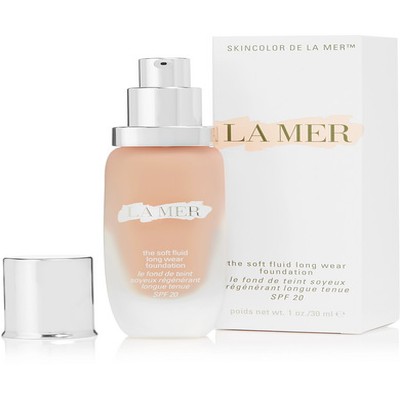 SKINCOLOR DE LA MER™
LA MER
the soft fluid long wear
foundation
le fond de teint soyeux
régénérant longue tenue
SPF 20
poids net wt. 1 oz/30 ml ℮
LA MER
the soft fluid
long wear
foundation
le fond de teint
soyeux
régénérant
longue tenue
SPF 20